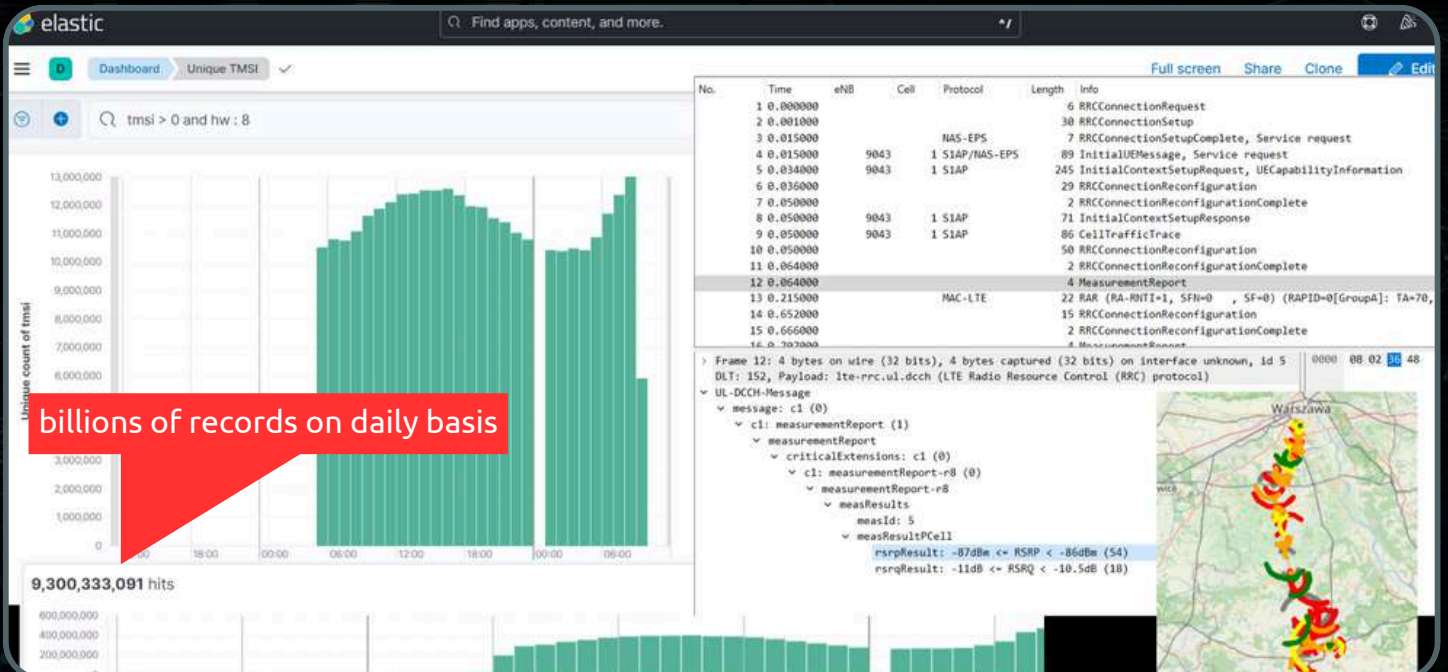 elastic
Find apps, content, and more.
^/
D
Dashboard
Unique TMSI
Full screen
Share
Clone
Edit
tmsi > 0 and hw : 8
13,000,000
12,000,000
11,000,000
10,000,000
9,000,000
8,000,000
7,000,000
6,000,000
3,000,000
2,000,000
1,000,000
0
Unique count of tmsi
18:00 00:00 06:00 12:00 18:00 00:00 06:00
billions of records on daily basis
9,300,333,091 hits
600,000,000
400,000,000
200,000,000
No. Time eNB Cell Protocol Length Info
1 0.000000 6 RRCConnectionRequest
2 0.001000 30 RRCConnectionSetup
3 0.015000 NAS-EPS 7 RRCConnectionSetupComplete, Service request
4 0.015000 9043 1 S1AP/NAS-EPS 89 InitialUEMessage, Service request
5 0.034000 9043 1 S1AP 245 InitialContextSetupRequest, UECapabilityInformation
6 0.036000 29 RRCConnectionReconfiguration
7 0.050000 2 RRCConnectionReconfigurationComplete
8 0.050000 9043 1 S1AP 71 InitialContextSetupResponse
9 0.050000 9043 1 S1AP 86 CellTrafficTrace
10 0.050000 50 RRCConnectionReconfiguration
11 0.064000 2 RRCConnectionReconfigurationComplete
12 0.064000 4 MeasurementReport
13 0.215000 MAC-LTE 22 RAR (RA-RNTI=1, SFN=0 , SF=0) (RAPID=0[GroupA]: TA=70,
14 0.652000 15 RRCConnectionReconfiguration
15 0.666000 2 RRCConnectionReconfigurationComplete
16 0.707000 4 MeasurementReport
> Frame 12: 4 bytes on wire (32 bits), 4 bytes captured (32 bits) on interface unknown, id 5
DLT: 152, Payload: lte-rrc.ul.dcch (LTE Radio Resource Control (RRC) protocol)
UL-DCCH-Message
message: c1 (0)
c1: measurementReport (1)
measurementReport
criticalExtensions: c1 (0)
c1: measurementReport-r8 (0)
measurementReport-r8
measResults
measId: 5
measResultPCell
rsrpResult: -87dBm <= RSRP < -86dBm (54)
rsrqResult: -11dB <= RSRQ < -10.5dB (18)
0000 08 02 36 48
Warszawa